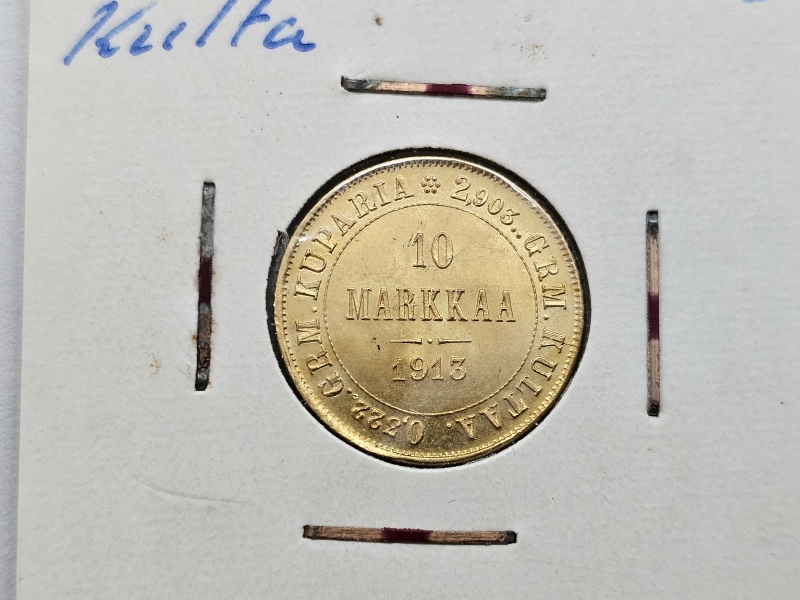 Kulta
2,903..GRM.KULTAA. 0,322..GRM.KUPARIA
10
MARKKAA
1913